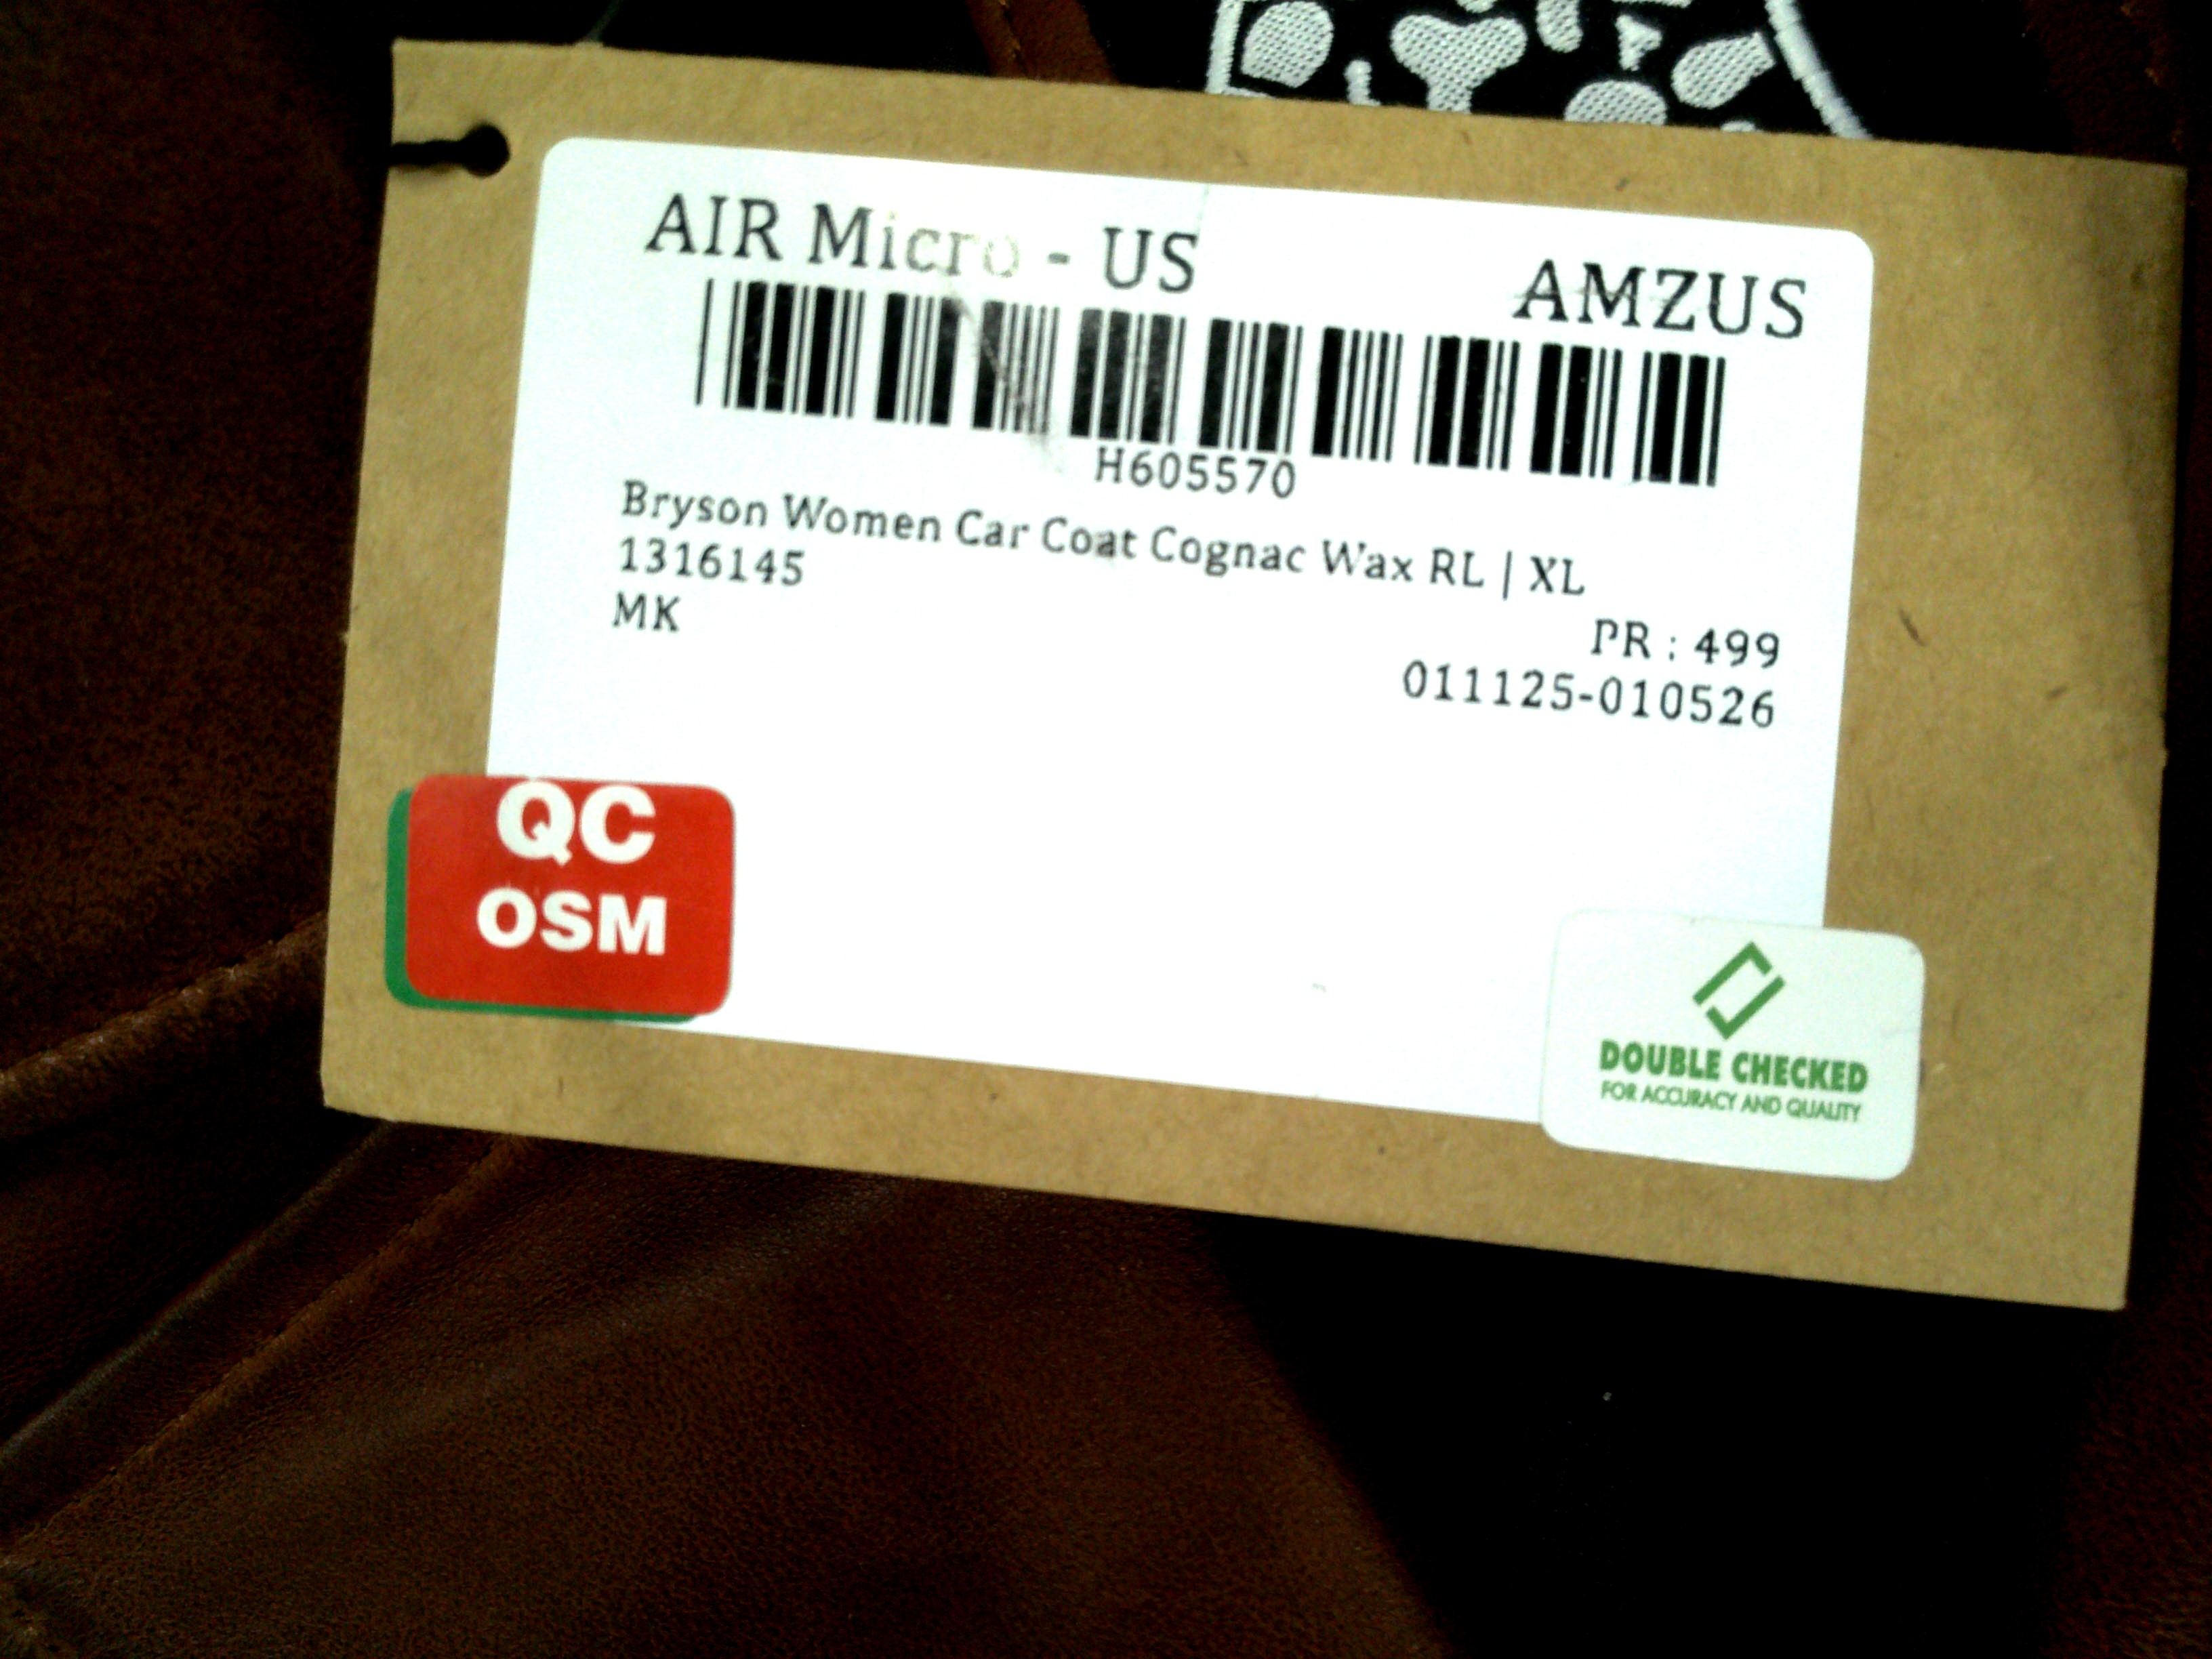 AIR Micro - US
AMZUS
H605570
Bryson Women Car Coat Cognac Wax RL | XL
1316145
MK
PR : 499
011125-010526
QC
OSM
DOUBLE CHECKED
FOR ACCURACY AND QUALITY